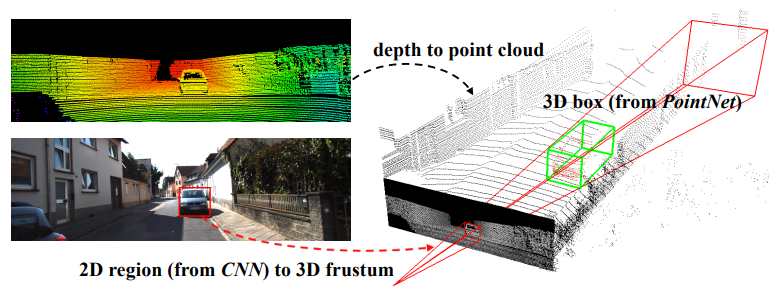 depth to point cloud
3D box (from PointNet)
2D region (from CNN) to 3D frustum